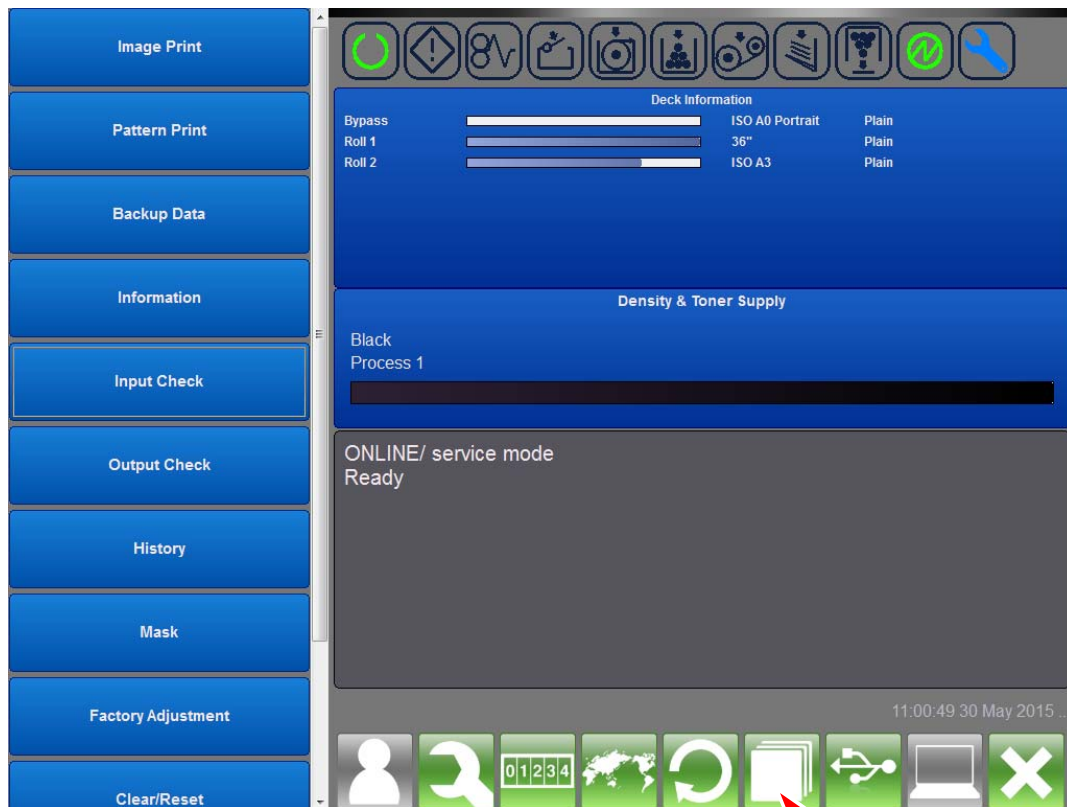 Image Print
Pattern Print
Backup Data
Information
Input Check
Output Check
History
Mask
Factory Adjustment
Clear/Reset
Deck Information
Bypass ISO A0 Portrait Plain
Roll 1 36" Plain
Roll 2 ISO A3 Plain
Density & Toner Supply
Black
Process 1
ONLINE/ service mode
Ready
11:00:49 30 May 2015 ..
01234